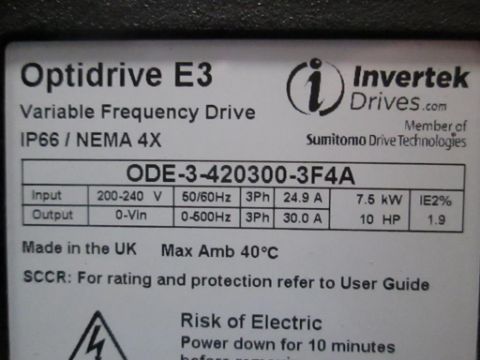 Optidrive E3
Invertek
Drives.com
Variable Frequency Drive
Member of
IP66 / NEMA 4X
Sumitomo Drive Technologies
ODE-3-420300-3F4A
Input 200-240 V 50/60Hz 3Ph 24.9 A 7.5 kW IE2%
Output 0-Vin 0-500Hz 3Ph 30.0 A 10 HP 1.9
Made in the UK Max Amb 40°C
SCCR: For rating and protection refer to User Guide
Risk of Electric
Power down for 10 minutes
before